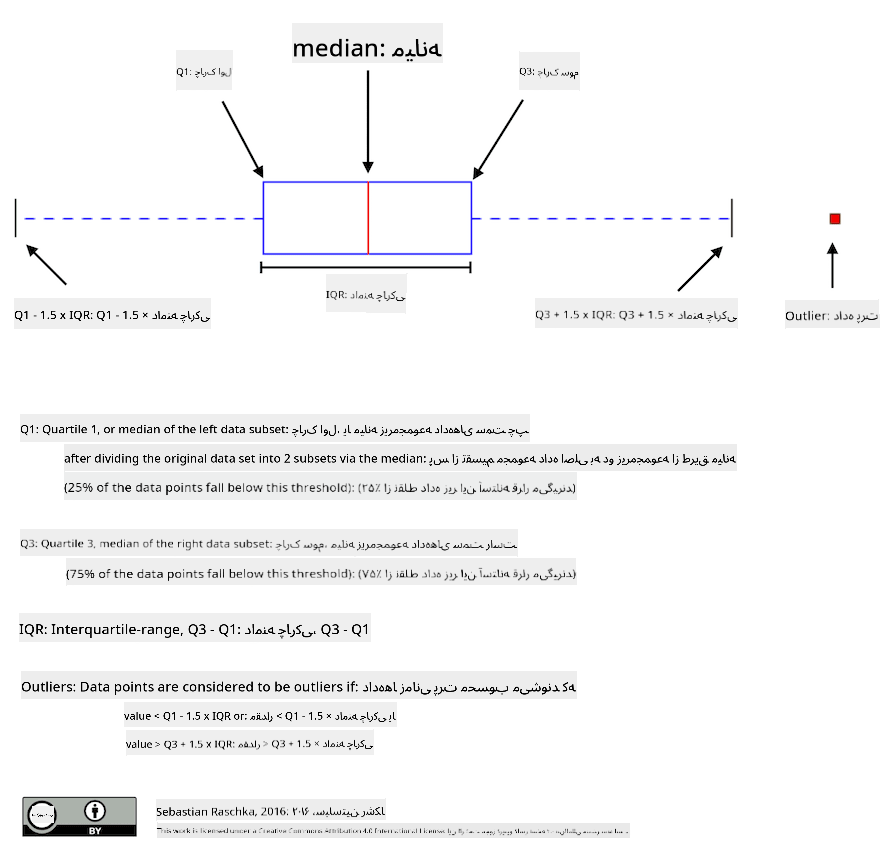 median: میانه
Q1: چارک اول
Q3: چارک سوم
IQR: دامنه چارکی
Q1 - 1.5 x IQR: Q1 - 1.5 × دامنه چارکی
Q3 + 1.5 x IQR: Q3 + 1.5 × دامنه چارکی
Outlier: داده پرت
Q1: Quartile 1, or median of the left data subset: چارک اول، یا میانه زیرمجموعه داده‌های سمت چپ
after dividing the original data set into 2 subsets via the median: پس از تقسیم مجموعه داده اصلی به دو زیرمجموعه از طریق میانه
(25% of the data points fall below this threshold): (۲۵٪ از نقاط داده زیر این آستانه قرار می‌گیرند)
Q3: Quartile 3, median of the right data subset: چارک سوم، میانه زیرمجموعه داده‌های سمت راست
(75% of the data points fall below this threshold): (۷۵٪ از نقاط داده زیر این آستانه قرار می‌گیرند)
IQR: Interquartile-range, Q3 - Q1: دامنه چارکی، Q3 - Q1
Outliers: Data points are considered to be outliers if: داده‌ها زمانی پرت محسوب می‌شوند که
value < Q1 - 1.5 x IQR or: مقدار < Q1 - 1.5 × دامنه چارکی یا
value > Q3 + 1.5 x IQR: مقدار > Q3 + 1.5 × دامنه چارکی
BY
Sebastian Raschka, 2016: سباستین رشکا، ۲۰۱۶
This work is licensed under a Creative Commons Attribution 4.0 International License